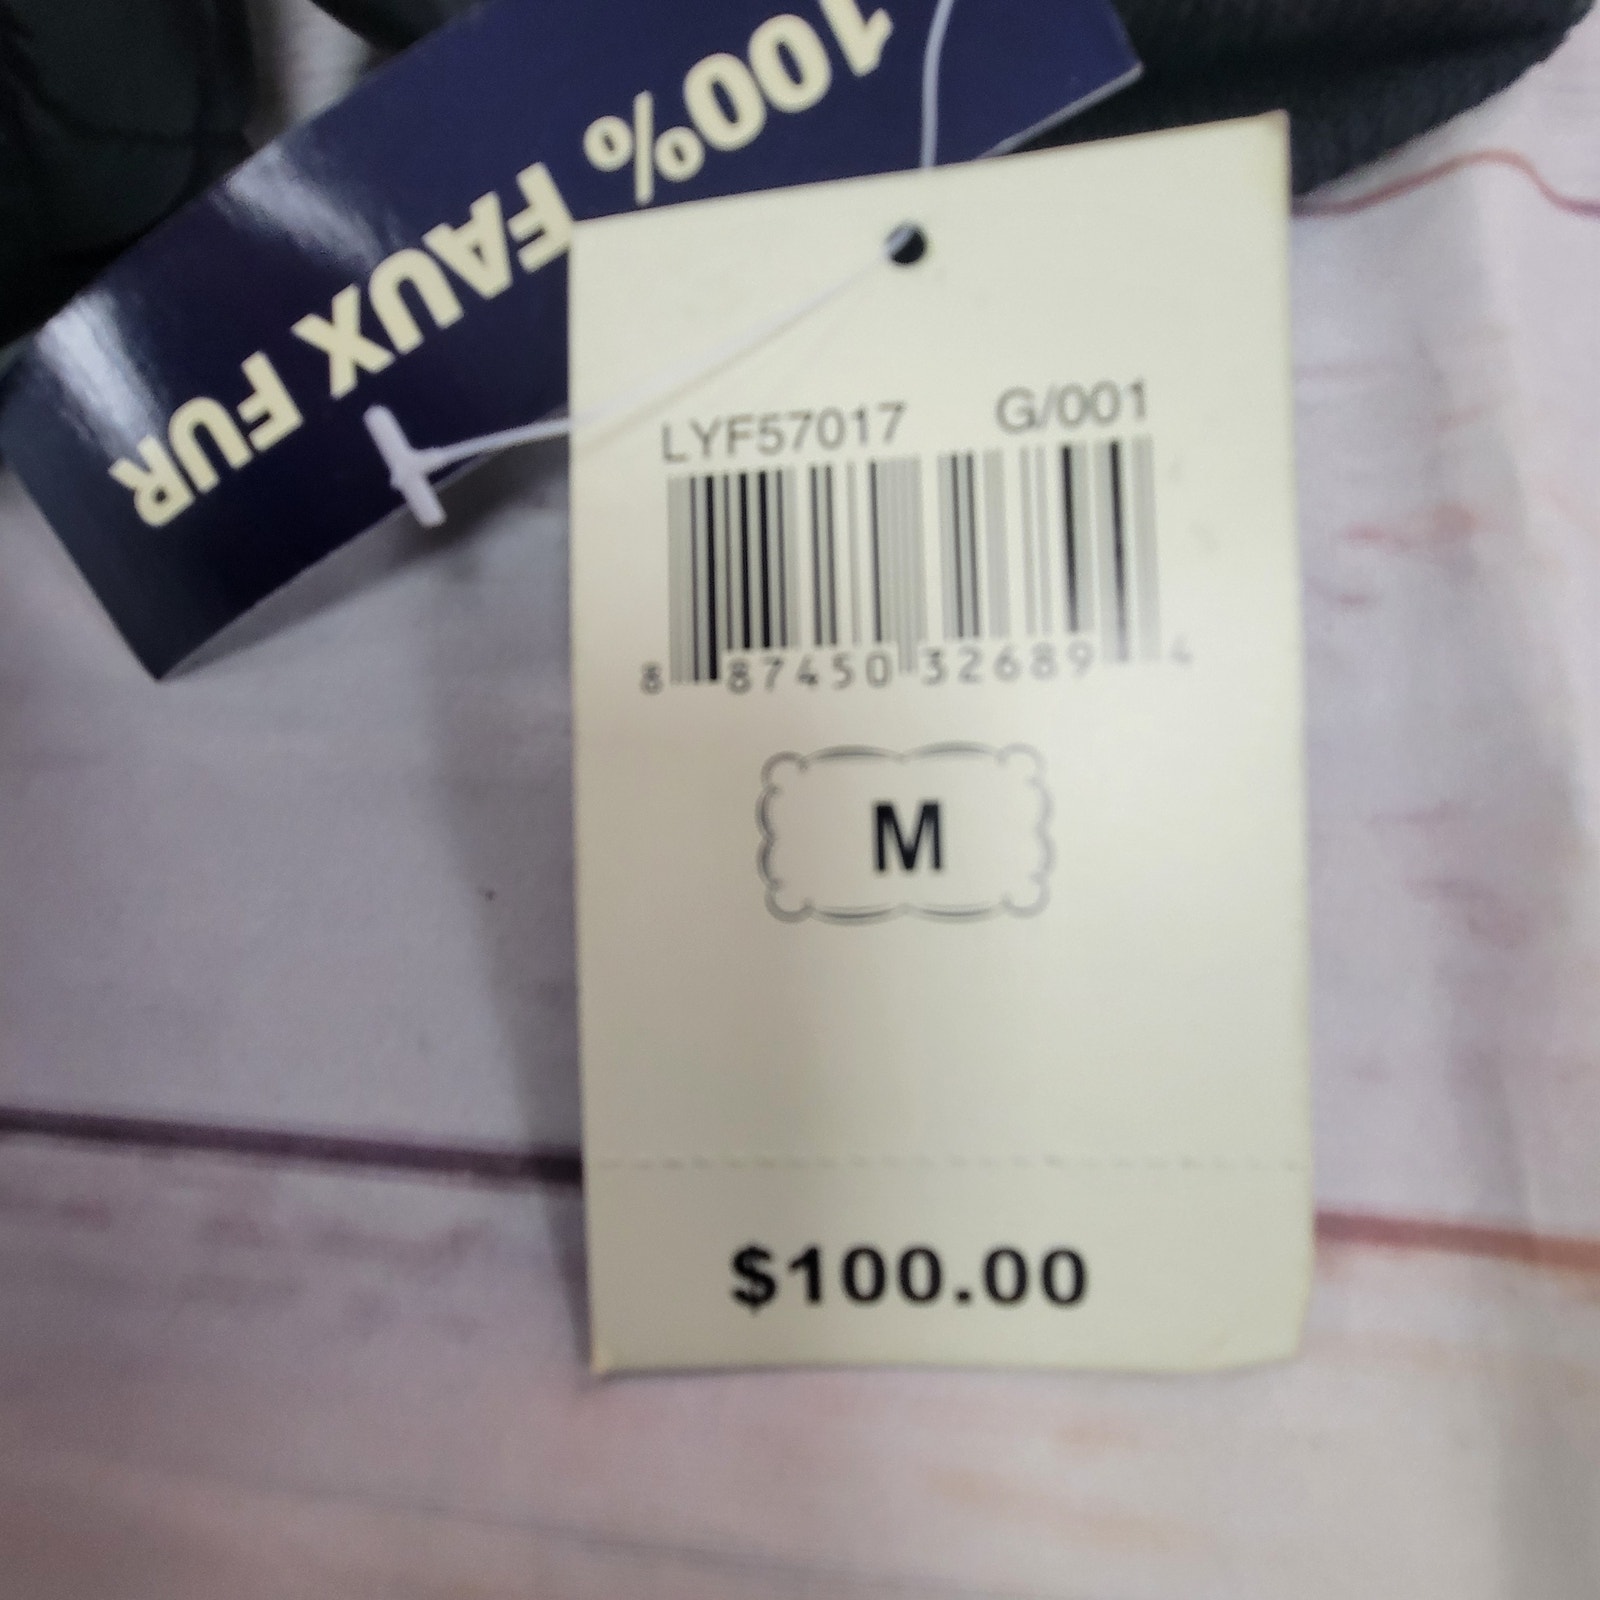 100% FAUX FUR
LYF57017 G/001
8 87450 32689 4
M
$100.00